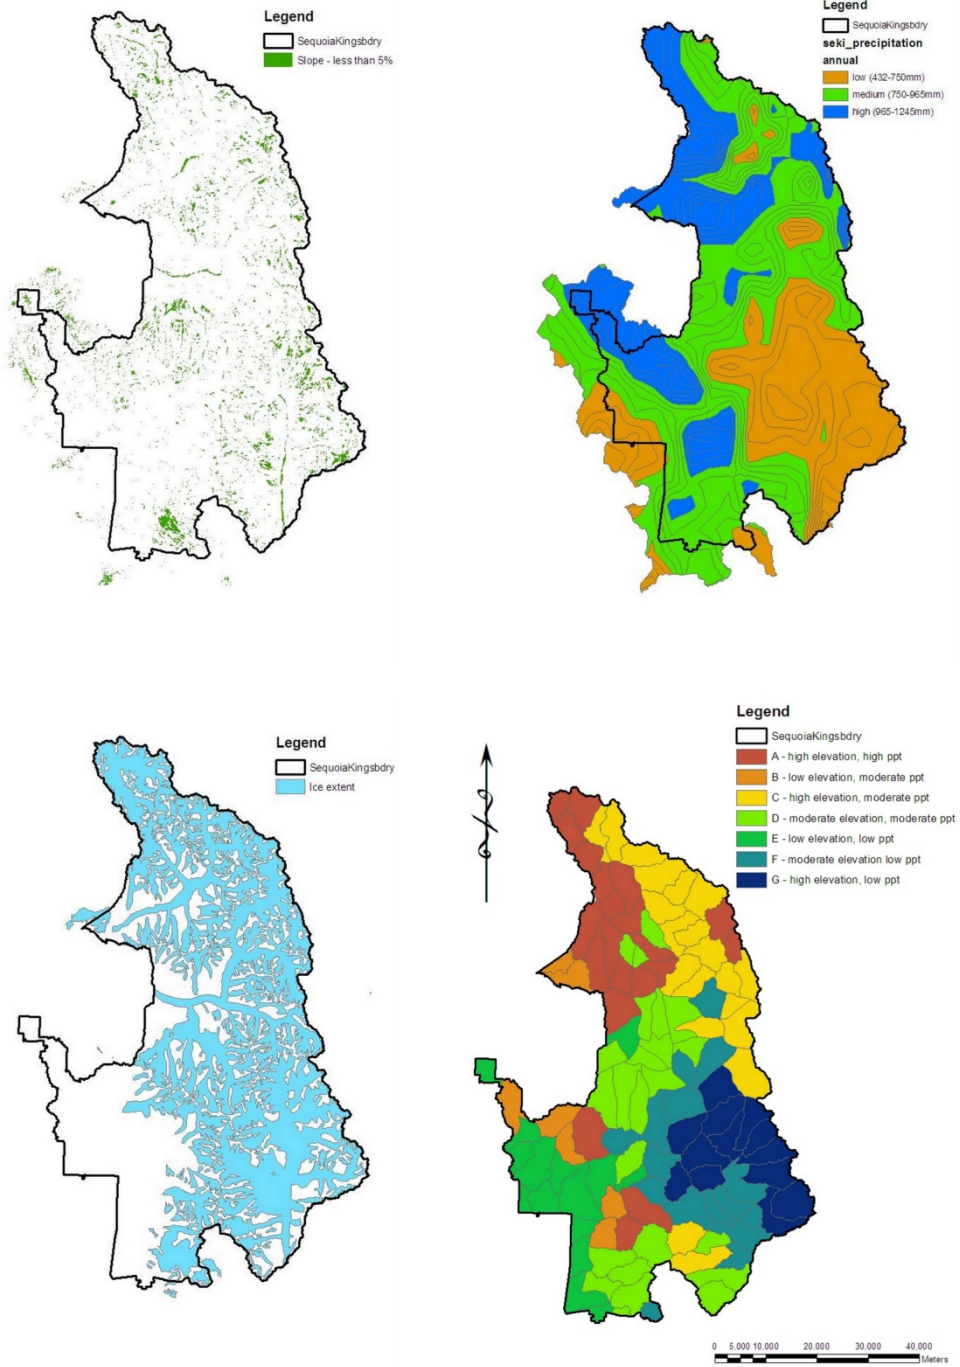 Legend
SequoiaKingsbdry
Slope - less than 5%
Legend
SequoiaKingsbdry
seki_precipitation
annual
low (432-750mm)
medium (750-965mm)
high (965-1245mm)
Legend
SequoiaKingsbdry
Ice extent
Legend
SequoiaKingsbdry
A - high elevation, high ppt
B - low elevation, moderate ppt
C - high elevation, moderate ppt
D - moderate elevation, moderate ppt
E - low elevation, low ppt
F - moderate elevation low ppt
G - high elevation, low ppt
0 5,000 10,000 20,000 30,000 40,000
Meters